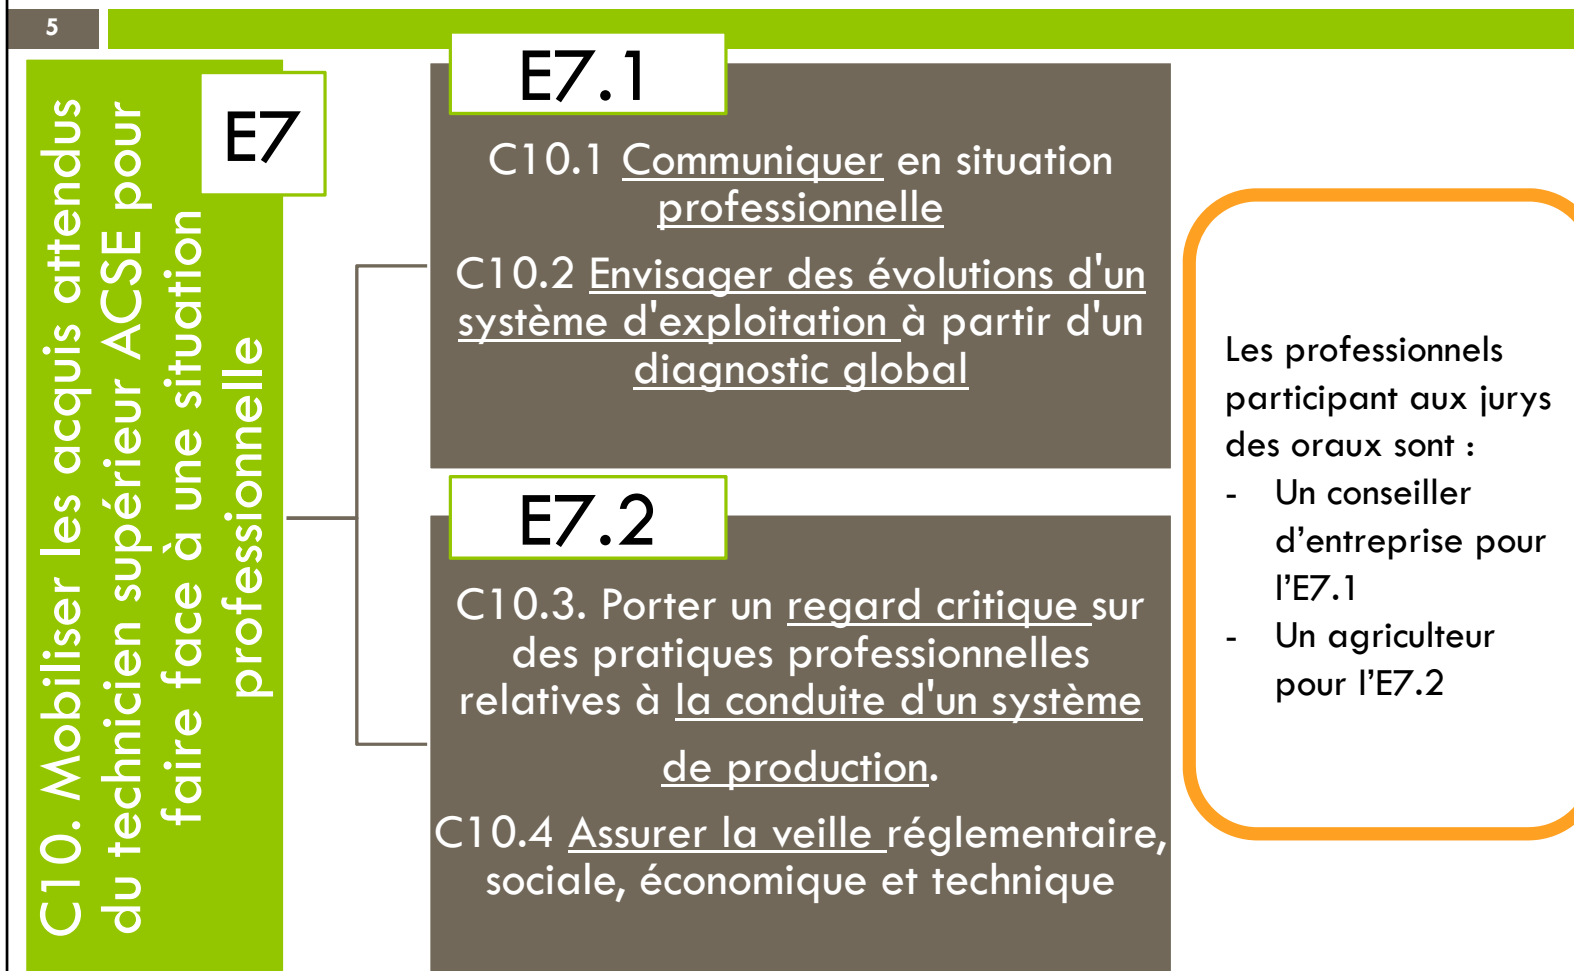 5
C10. Mobiliser les acquis attendus
du technicien supérieur ACSE pour
faire face à une situation
professionnelle
E7
E7.1
C10.1 Communiquer en situation
professionnelle
C10.2 Envisager des évolutions d'un
système d'exploitation à partir d'un
diagnostic global
E7.2
C10.3. Porter un regard critique sur
des pratiques professionnelles
relatives à la conduite d'un système
de production.
C10.4 Assurer la veille réglementaire,
sociale, économique et technique
Les professionnels
participant aux jurys
des oraux sont :
- Un conseiller
d’entreprise pour
l’E7.1
- Un agriculteur
pour l’E7.2